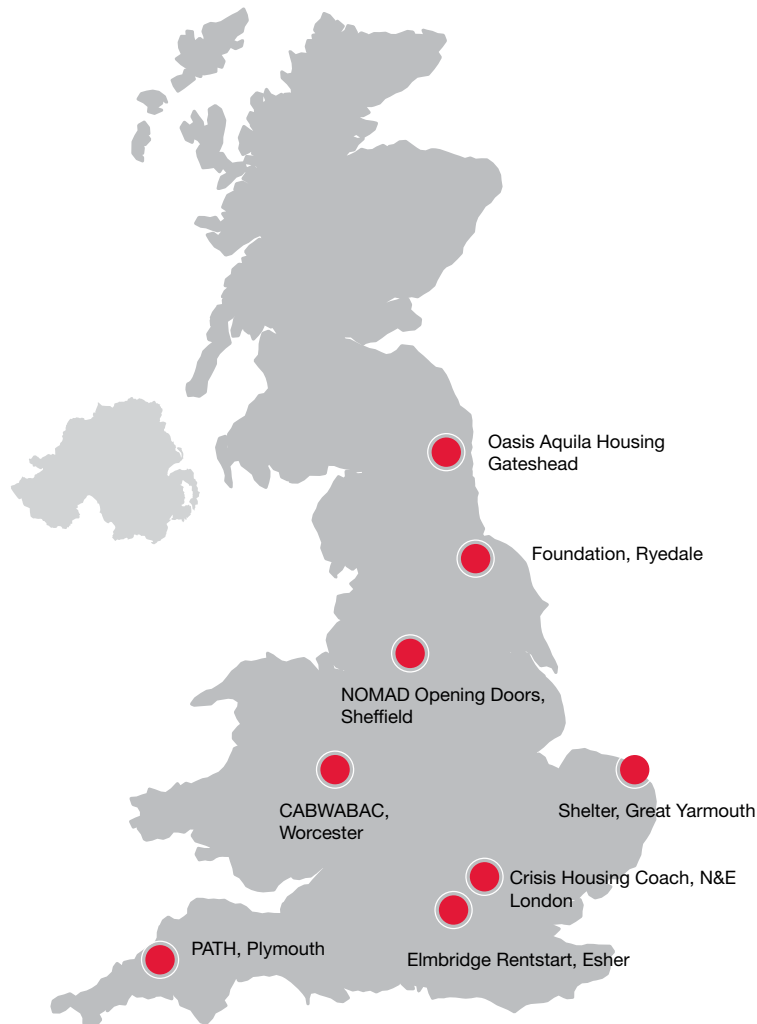 Oasis Aquila Housing
Gateshead
Foundation, Ryedale
NOMAD Opening Doors,
Sheffield
CABWABAC,
Worcester
Shelter, Great Yarmouth
Crisis Housing Coach, N&E
London
PATH, Plymouth
Elmbridge Rentstart, Esher